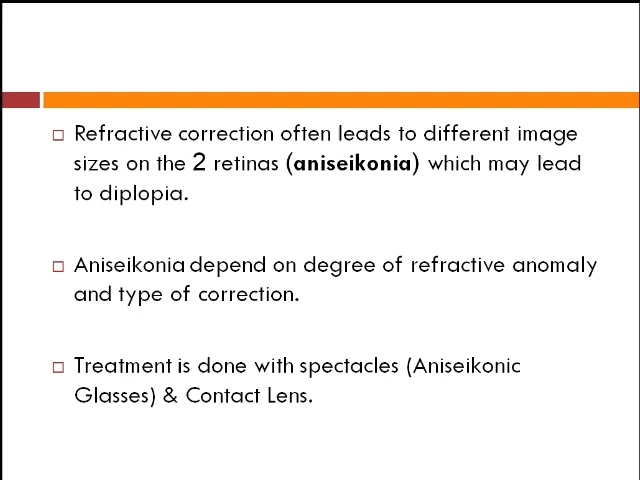 Refractive correction often leads to different image
sizes on the 2 retinas (aniseikonia) which may lead
to diplopia.
Aniseikonia depend on degree of refractive anomaly
and type of correction.
Treatment is done with spectacles (Aniseikonic
Glasses) & Contact Lens.